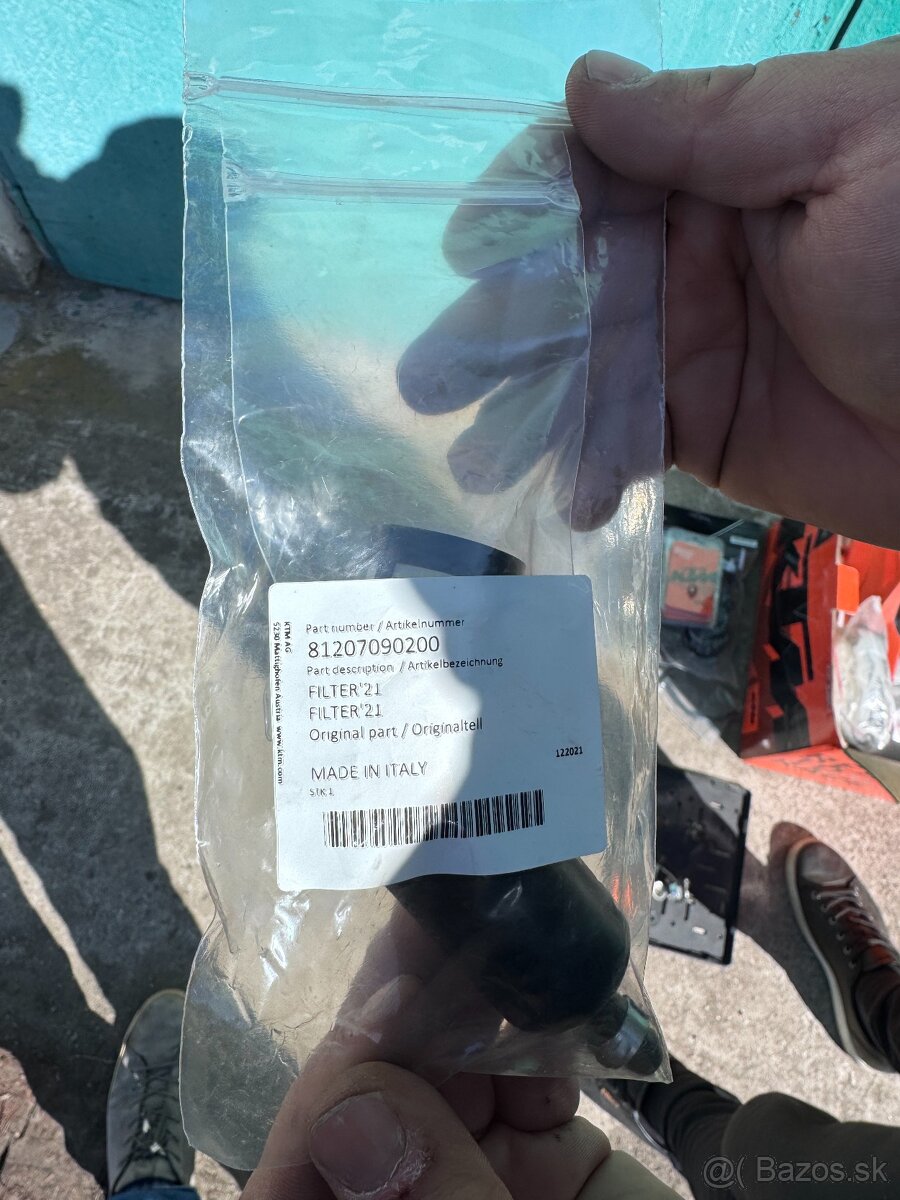 Part number / Artikelnummer
81207090200
Part description / Artikelbezeichnung
FILTER'21
FILTER'21
Original part / Originalteil
122021
MADE IN ITALY
STK 1
KTM AG
5230 Mattighofen Austria www.ktm.com
@( Bazos.sk